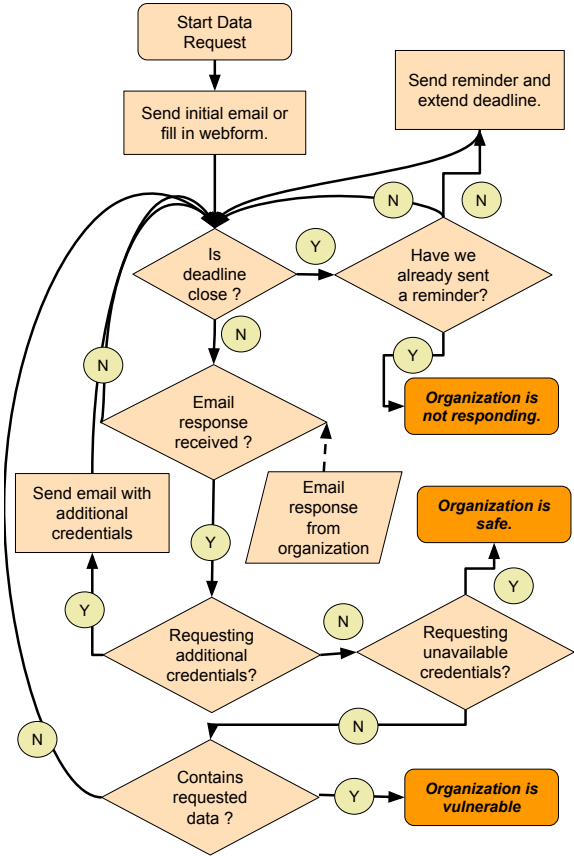 Start Data
Request
Send initial email or
fill in webform.
Send reminder and
extend deadline.
N
N
Is
deadline
close ?
Y
Have we
already sent
a reminder?
N
Y
N
Organization is
not responding.
Email
response
received ?
Send email with
additional
credentials
Email
response
from
organization
Organization is
safe.
Y
Y
Y
N
Requesting
additional
credentials?
Requesting
unavailable
credentials?
N
N
Contains
requested
data ?
Y
Organization is
vulnerable